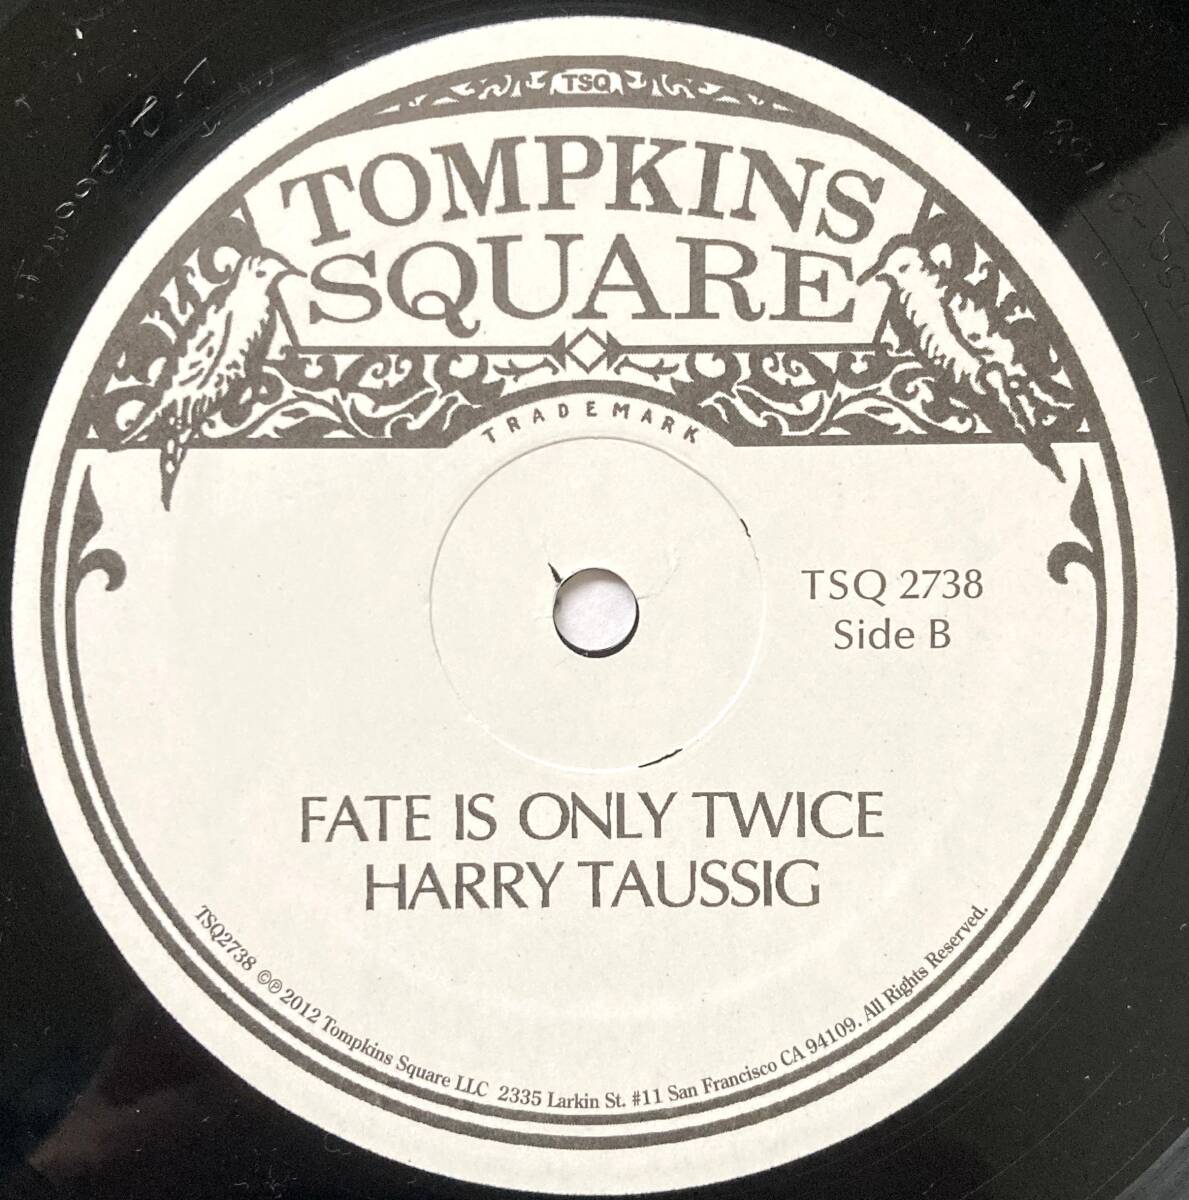 TSQ
TOMPKINS
SQUARE
TRADEMARK
TSQ 2738
Side B
FATE IS ONLY TWICE
HARRY TAUSSIG
TSQ2738 ©℗ 2012 Tompkins Square LLC 2335 Larkin St. #11 San Francisco CA 94109. All Rights Reserved.